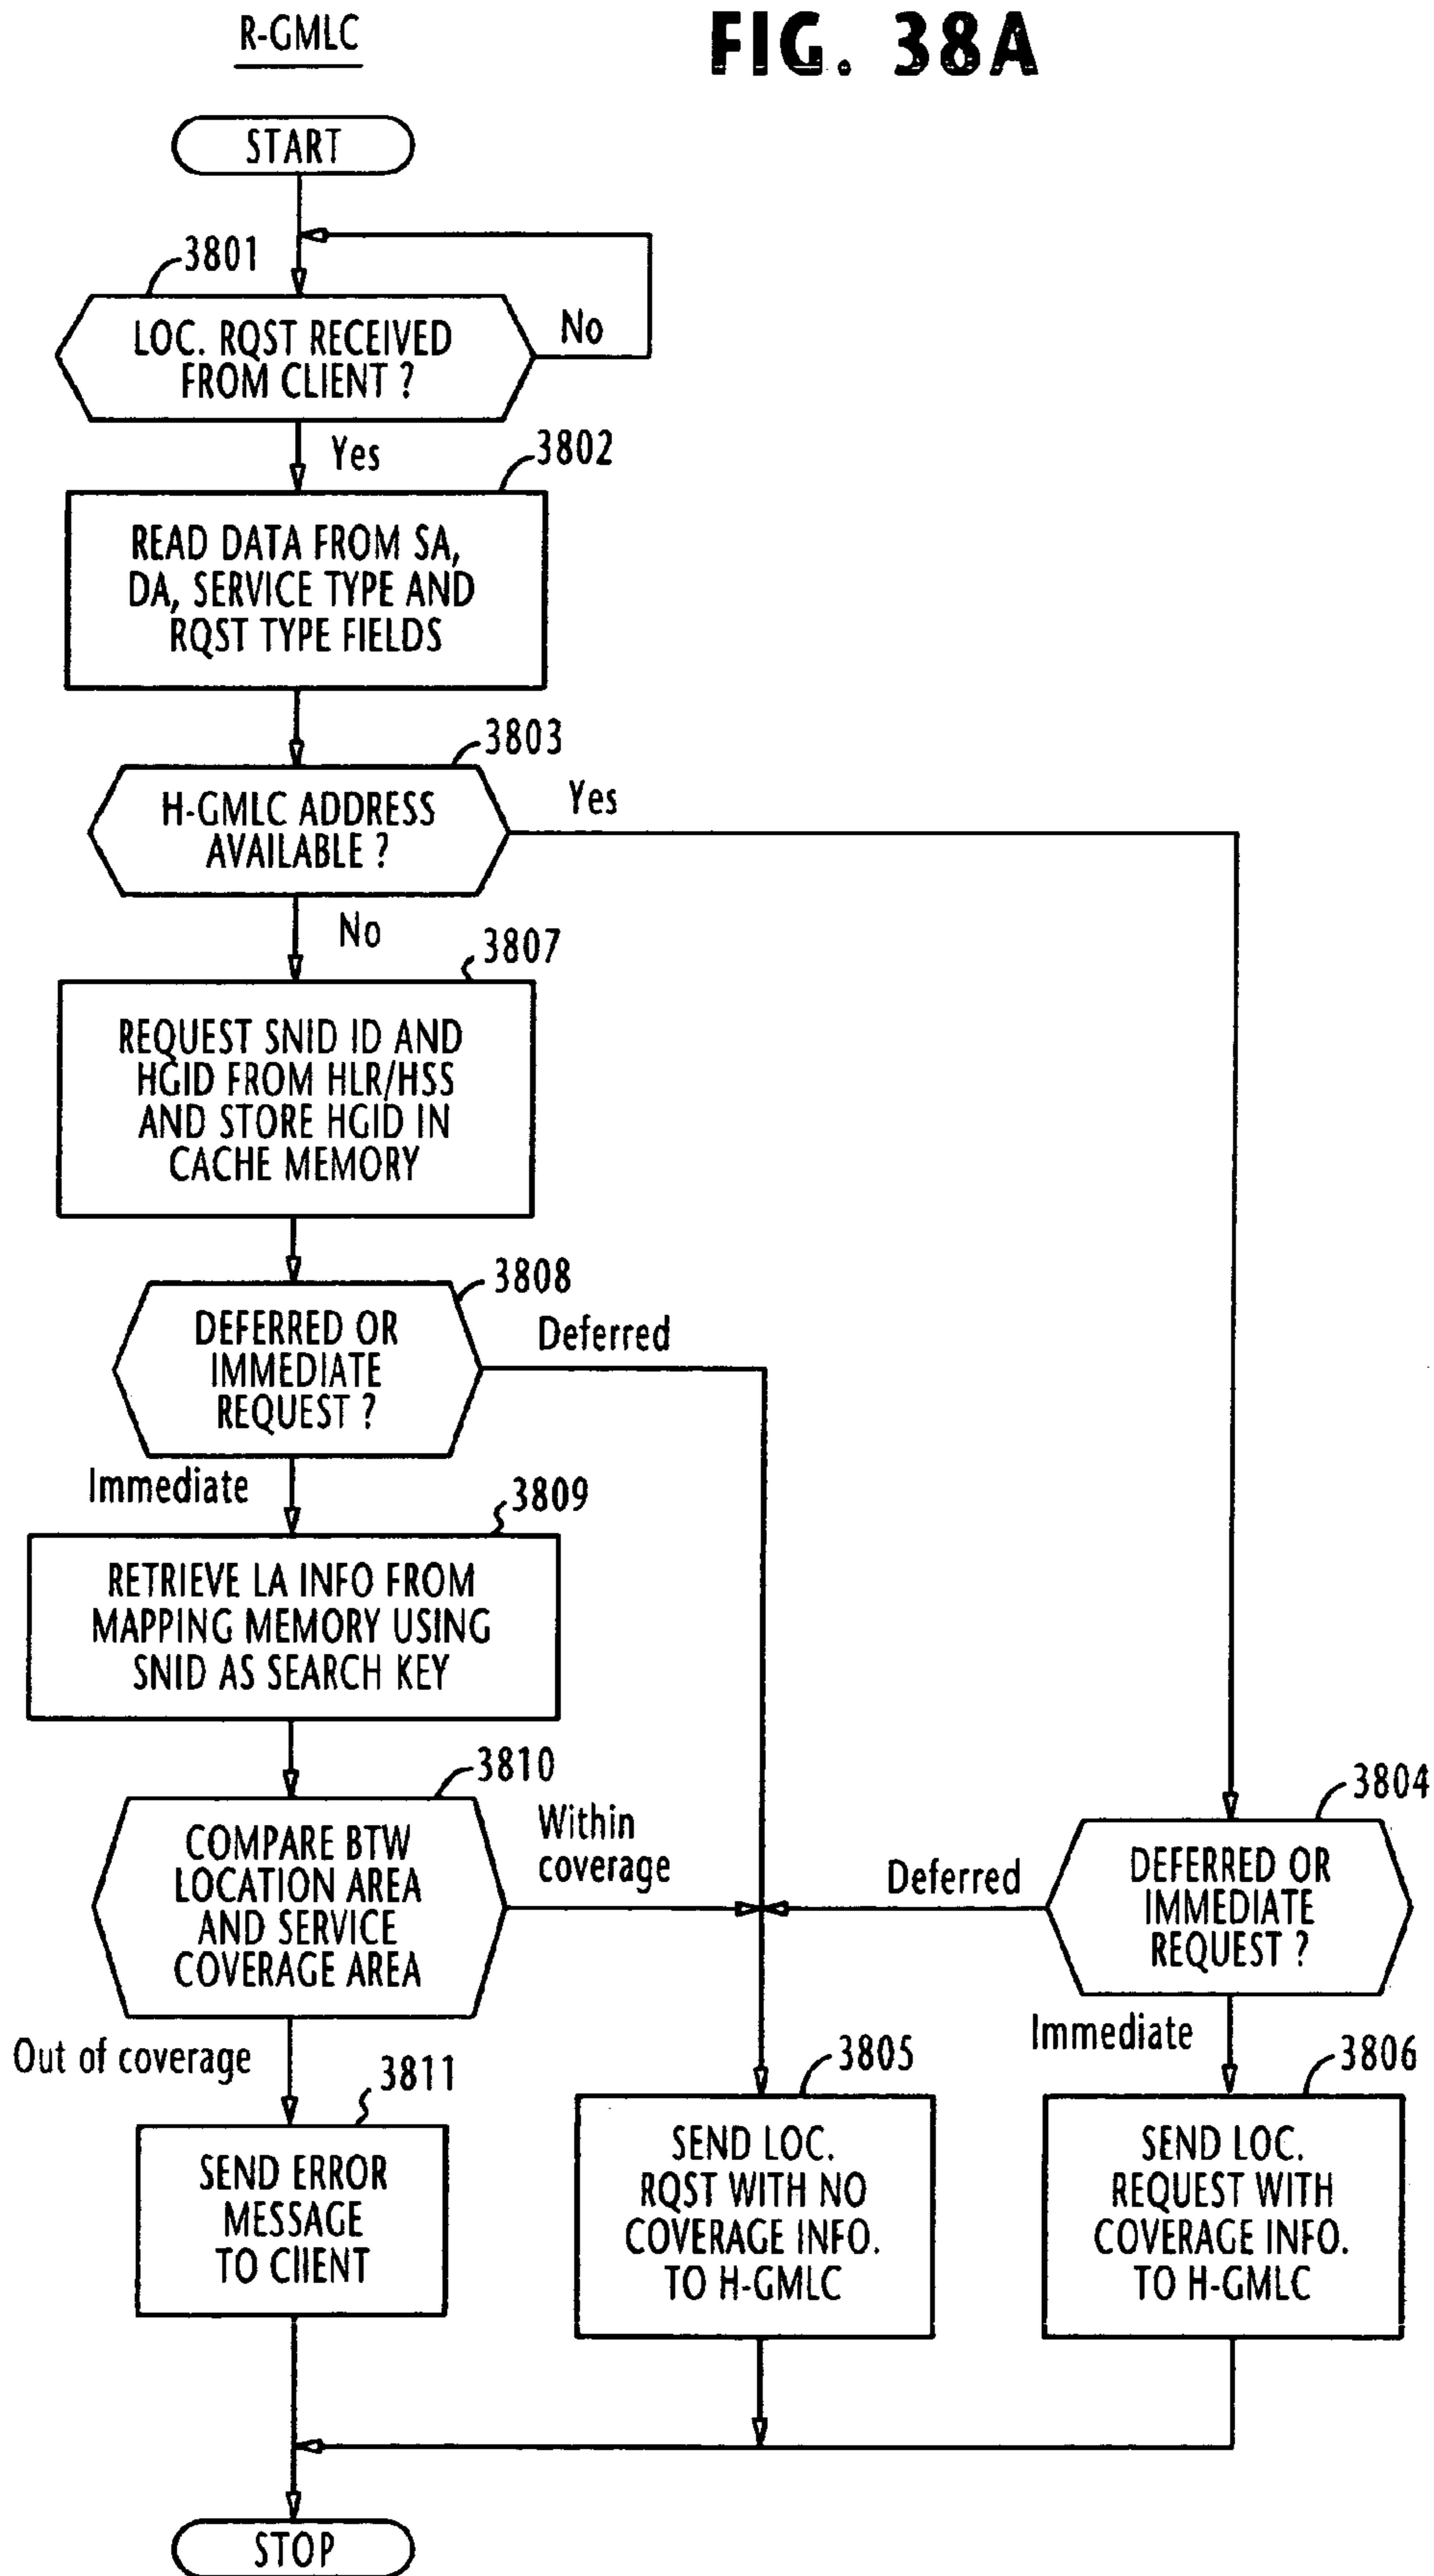 R-GMLC
FIG. 38A
START
3801
LOC. RQST RECEIVED
FROM CLIENT ?
No
Yes
3802
READ DATA FROM SA,
DA, SERVICE TYPE AND
RQST TYPE FIELDS
3803
H-GMLC ADDRESS
AVAILABLE ?
Yes
No
3807
REQUEST SNID ID AND
HGID FROM HLR/HSS
AND STORE HGID IN
CACHE MEMORY
3808
DEFERRED OR
IMMEDIATE
REQUEST ?
Deferred
Immediate
3809
RETRIEVE LA INFO FROM
MAPPING MEMORY USING
SNID AS SEARCH KEY
3810
COMPARE BTW
LOCATION AREA
AND SERVICE
COVERAGE AREA
Within
coverage
Deferred
3804
DEFERRED OR
IMMEDIATE
REQUEST ?
Out of coverage
Immediate
3811
SEND ERROR
MESSAGE
TO ClIENT
3805
SEND LOC.
RQST WITH NO
COVERAGE INFO.
TO H-GMLC
3806
SEND LOC.
REQUEST WITH
COVERAGE INFO.
TO H-GMLC
STOP